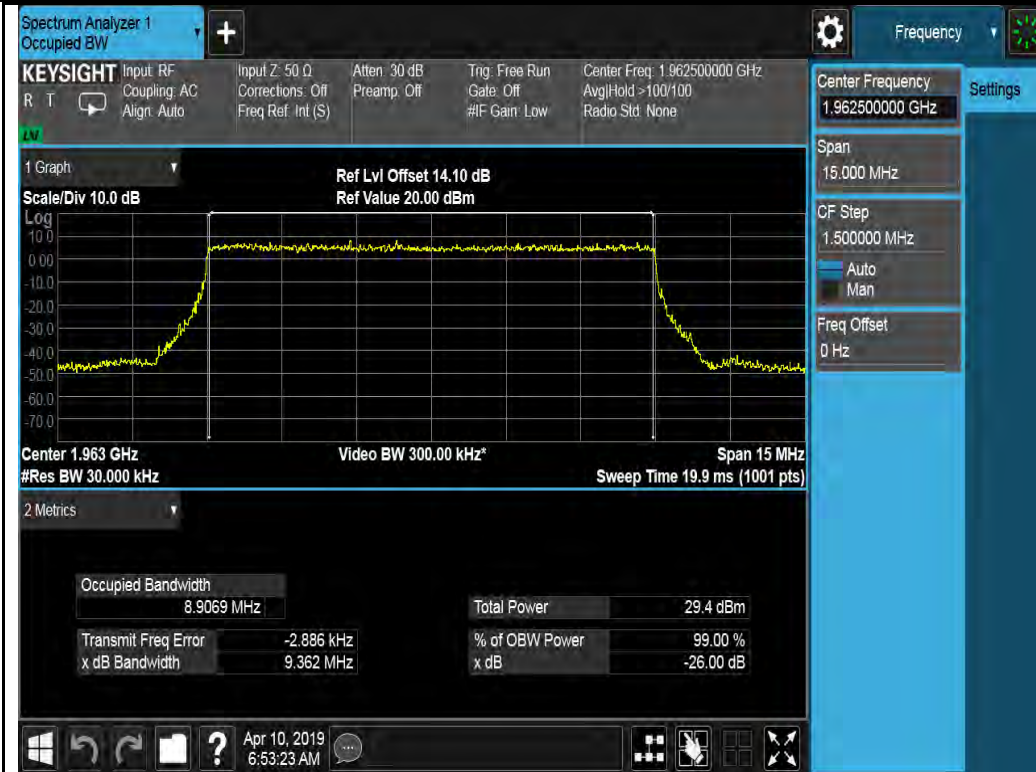 Spectrum Analyzer 1
Occupied BW
+
Frequency
KEYSIGHT
R T
Input: RF
Coupling: AC
Align: Auto
Input Z: 50 Ω
Corrections: Off
Freq Ref: Int (S)
Atten: 30 dB
Preamp: Off
Trig: Free Run
Gate: Off
#IF Gain: Low
Center Freq: 1.962500000 GHz
Avg|Hold >100/100
Radio Std: None
Center Frequency
1.962500000 GHz
Settings
Span
15.000 MHz
CF Step
1.500000 MHz
Auto
Man
Freq Offset
0 Hz
1 Graph
Scale/Div 10.0 dB
Ref Lvl Offset 14.10 dB
Ref Value 20.00 dBm
Log
10.0
0.00
-10.0
-20.0
-30.0
-40.0
-50.0
-60.0
-70.0
Center 1.963 GHz
Video BW 300.00 kHz*
Span 15 MHz
#Res BW 30.000 kHz
Sweep Time 19.9 ms (1001 pts)
2 Metrics
Occupied Bandwidth
8.9069 MHz
Total Power 29.4 dBm
Transmit Freq Error -2.886 kHz
% of OBW Power 99.00 %
x dB Bandwidth 9.362 MHz
x dB -26.00 dB
?
Apr 10, 2019
6:53:23 AM